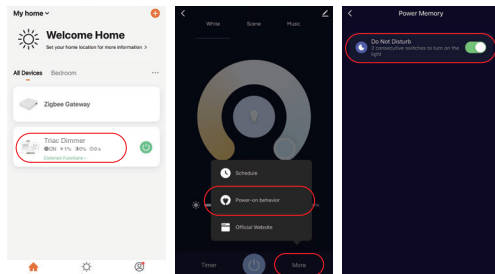 My home
Welcome Home
Set your home location for more information >
All Devices Bedroom
Zigbee Gateway
Triac Dimmer
Common Functions >
White Scene Music
Schedule
Power-on behavior
Official Website
Timer More
Power Memory
Do Not Disturb
2 consecutive switches to turn on the
light